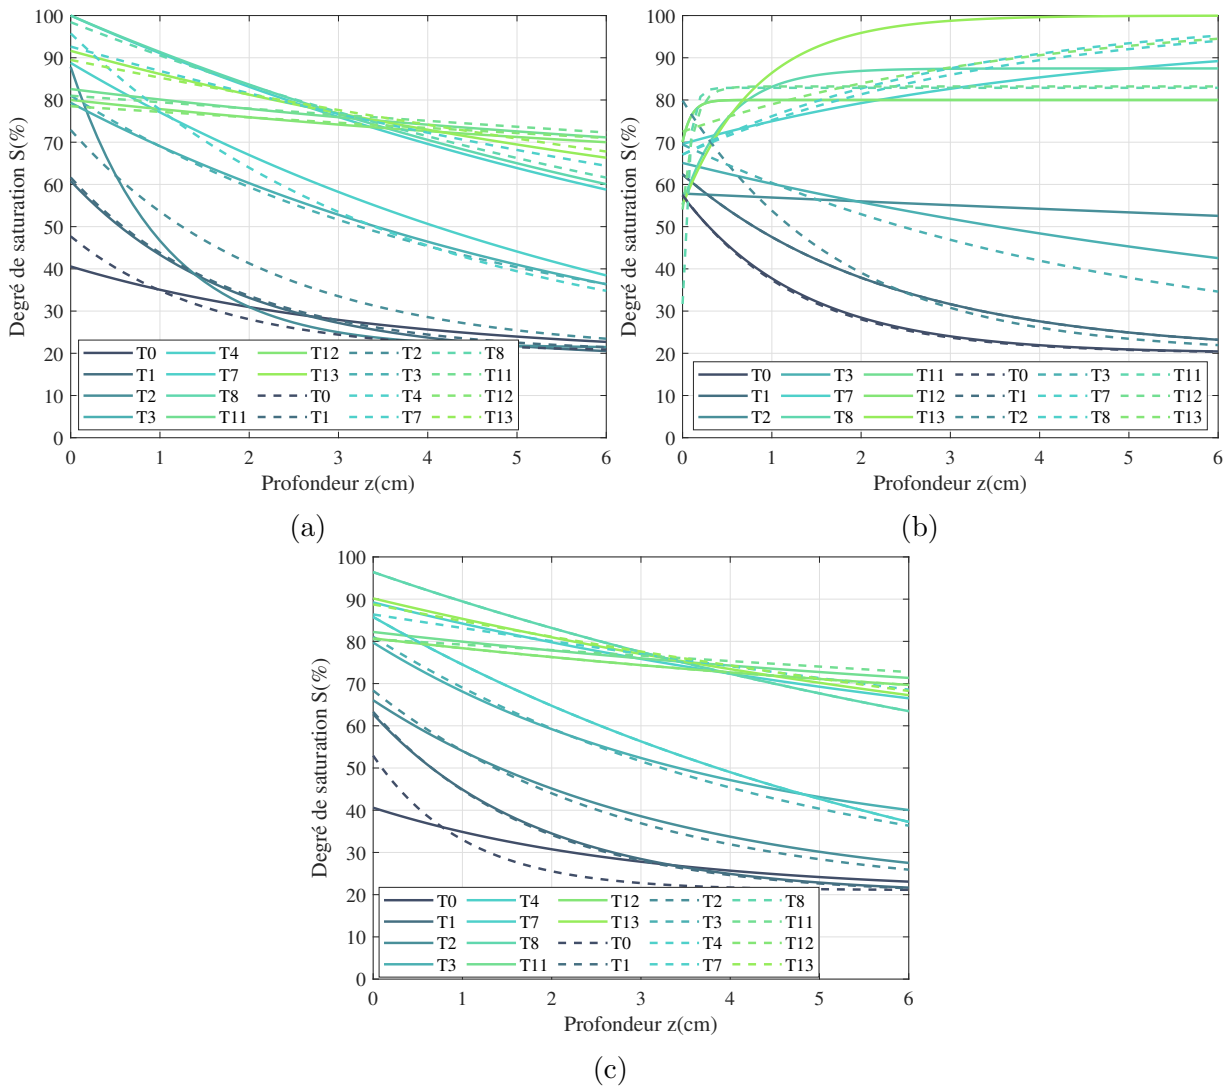 100
90
80
70
60
50
40
30
20
10
0
Degré de saturation S(%)
T0 T4 T12 T2 T8
T1 T7 T13 T3 T11
T2 T8 T0 T4 T12
T3 T11 T1 T7 T13
0 1 2 3 4 5 6
Profondeur z(cm)
(a)
100
90
80
70
60
50
40
30
20
10
0
Degré de saturation S(%)
T0 T3 T11 T0 T3 T11
T1 T7 T12 T1 T7 T12
T2 T8 T13 T2 T8 T13
0 1 2 3 4 5 6
Profondeur z(cm)
(b)
100
90
80
70
60
50
40
30
20
10
0
Degré de saturation S(%)
T0 T4 T12 T2 T8
T1 T7 T13 T3 T11
T2 T8 T0 T4 T12
T3 T11 T1 T7 T13
0 1 2 3 4 5 6
Profondeur z(cm)
(c)